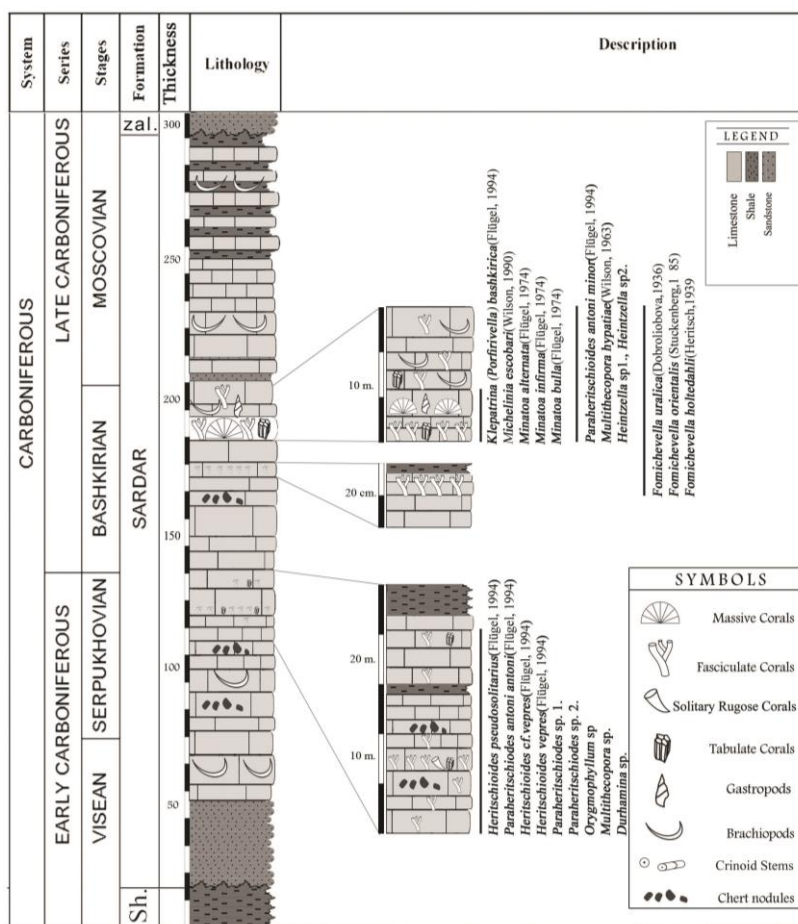 System
Series
Stages
Formation
Thickness
Lithology
Description
CARBONIFEROUS
LATE CARBONIFEROUS
EARLY CARBONIFEROUS
MOSCOVIAN
BASHKIRIAN
SERPUKHOVIAN
VISEAN
zal.
SARDAR
Sh.
300
250
200
150
100
50
10 m.
20 cm.
20 m.
10 m.
Klepatrina (Porfirivella) bashkirica(Flügel, 1994)
Michelinia escobari(Wilson, 1990)
Minatoa alternata(Flügel, 1974)
Minatoa infirma(Flügel, 1974)
Minatoa bulla(Flügel, 1974)
Paraheritschioides antoni minor(Flügel, 1994)
Multithecopora hypatiae(Wilson, 1963)
Heintzella sp1., Heintzella sp2.
Fomichevella uralica(Dobroliobova,1936)
Fomichevella orientalis (Stuckenberg,1 85)
Fomichevella holtedahli(Heritsch,1939
Heritschioides pseudosolitarius(Flügel, 1994)
Paraheritschiodes antoni antoni(Flügel, 1994)
Heritschioides cf.vepres(Flügel, 1994)
Heritschioides vepres(Flügel, 1994)
Paraheritschiodes sp. 1.
Paraheritschiodes sp. 2.
Orygmophyllum sp
Multithecopora sp.
Durhamina sp.
LEGEND
Limestone
Shale
Sandstone
SYMBOLS
Massive Corals
Fasciculate Corals
Solitary Rugose Corals
Tabulate Corals
Gastropods
Brachiopods
Crinoid Stems
Chert nodules